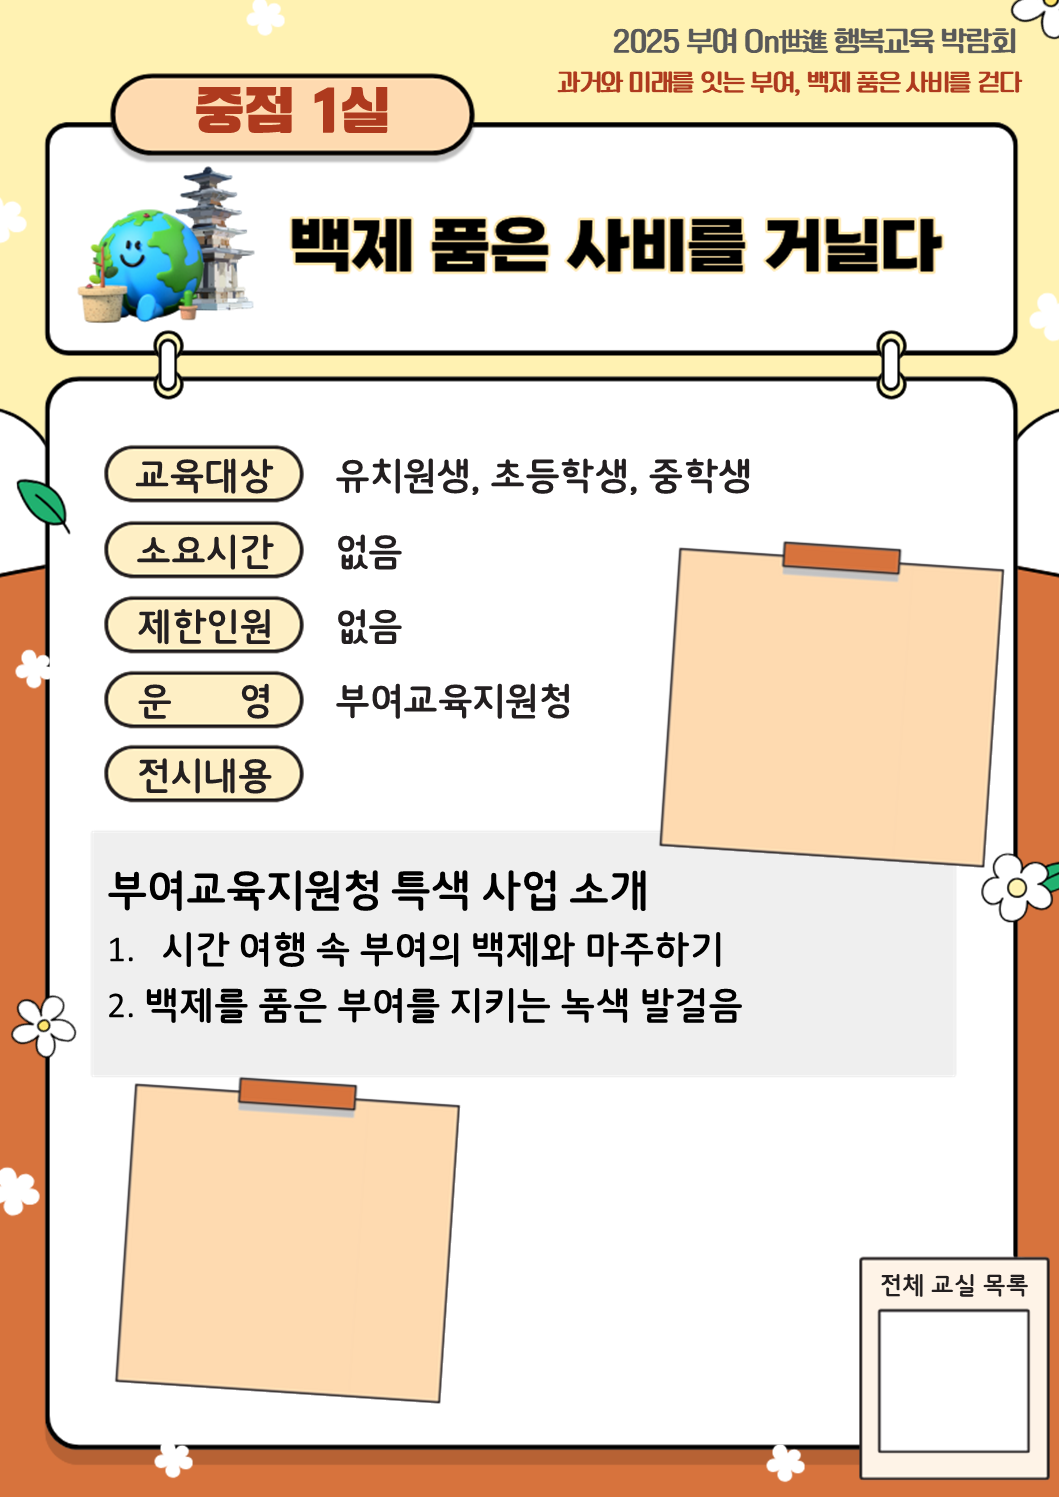 2025 부여 On世進 행복교육 박람회
과거와 미래를 잇는 부여, 백제 품은 사비를 걷다
중점 1실
백제 품은 사비를 거닐다
교육대상 유치원생, 초등학생, 중학생
소요시간 없음
제한인원 없음
운 영 부여교육지원청
전시내용
부여교육지원청 특색 사업 소개
1. 시간 여행 속 부여의 백제와 마주하기
2. 백제를 품은 부여를 지키는 녹색 발걸음
전체 교실 목록